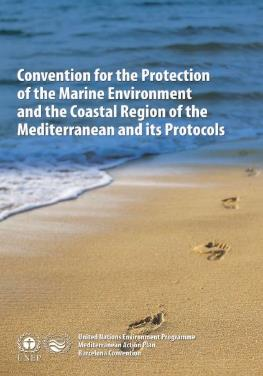 Convention for the Protection
of the Marine Environment
and the Coastal Region of the
Mediterranean and its Protocols
UNEP
United Nations Environment Programme
Mediterranean Action Plan
Barcelona Convention